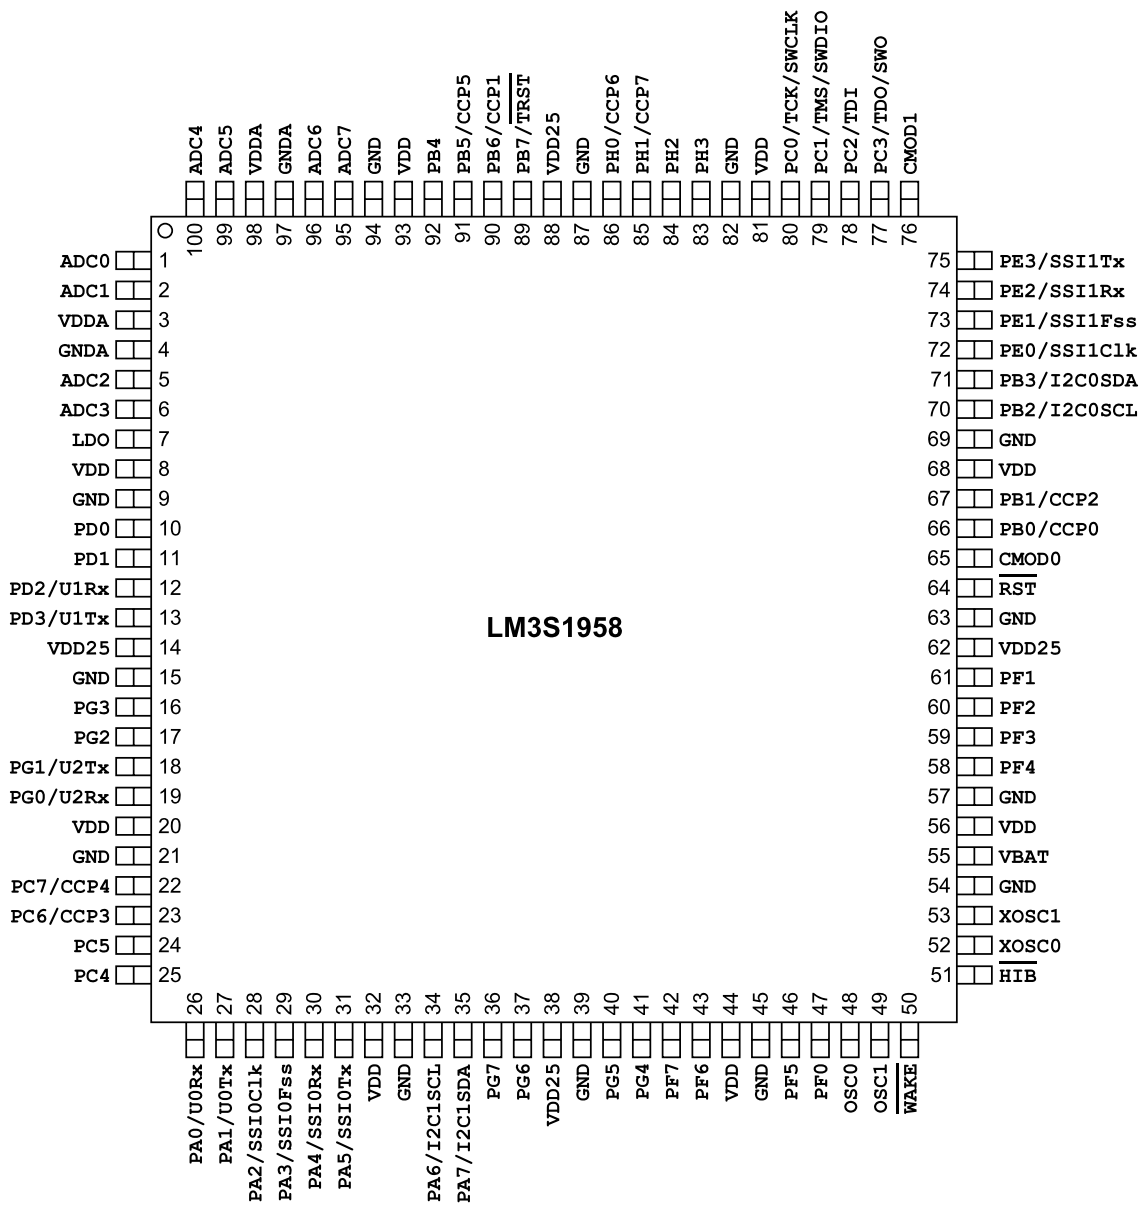 ADC4
ADC5
VDDA
GNDA
ADC6
ADC7
GND
VDD
PB4
PB5/CCP5
PB6/CCP1
PB7/TRST
VDD25
GND
PH0/CCP6
PH1/CCP7
PH2
PH3
GND
VDD
PC0/TCK/SWCLK
PC1/TMS/SWDIO
PC2/TDI
PC3/TDO/SWO
CMOD1
100
99
98
97
96
95
94
93
92
91
90
89
88
87
86
85
84
83
82
81
80
79
78
77
76
ADC0 1
ADC1 2
VDDA 3
GNDA 4
ADC2 5
ADC3 6
LDO 7
VDD 8
GND 9
PD0 10
PD1 11
PD2/U1Rx 12
PD3/U1Tx 13
VDD25 14
GND 15
PG3 16
PG2 17
PG1/U2Tx 18
PG0/U2Rx 19
VDD 20
GND 21
PC7/CCP4 22
PC6/CCP3 23
PC5 24
PC4 25
LM3S1958
75 PE3/SSI1Tx
74 PE2/SSI1Rx
73 PE1/SSI1Fss
72 PE0/SSI1Clk
71 PB3/I2C0SDA
70 PB2/I2C0SCL
69 GND
68 VDD
67 PB1/CCP2
66 PB0/CCP0
65 CMOD0
64 RST
63 GND
62 VDD25
61 PF1
60 PF2
59 PF3
58 PF4
57 GND
56 VDD
55 VBAT
54 GND
53 XOSC1
52 XOSC0
51 HIB
26
27
28
29
30
31
32
33
34
35
36
37
38
39
40
41
42
43
44
45
46
47
48
49
50
PA0/U0Rx
PA1/U0Tx
PA2/SSI0Clk
PA3/SSI0Fss
PA4/SSI0Rx
PA5/SSI0Tx
VDD
GND
PA6/I2C1SCL
PA7/I2C1SDA
PG7
PG6
VDD25
GND
PG5
PG4
PF7
PF6
VDD
GND
PF5
PF0
OSC0
OSC1
WAKE